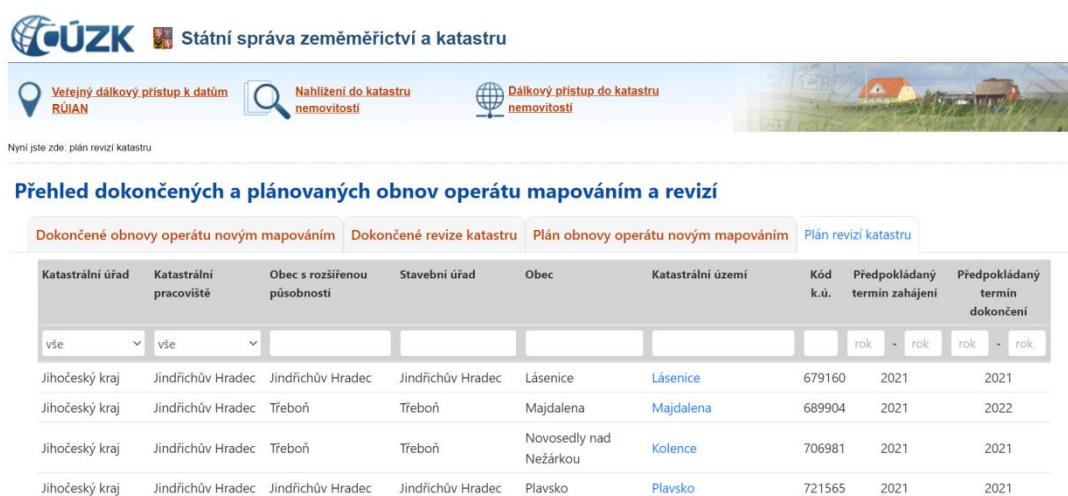 ČÚZK Státní správa zeměměřictví a katastru
Veřejný dálkový přístup k datům
RÚIAN
Nahlížení do katastru
nemovitostí
Dálkový přístup do katastru
nemovitostí
Nyní jste zde: plán revizí katastru
Přehled dokončených a plánovaných obnov operátu mapováním a revizí
Dokončené obnovy operátu novým mapováním Dokončené revize katastru Plán obnovy operátu novým mapováním Plán revizí katastru
Katastrální úřad Katastrální pracoviště Obec s rozšířenou působností Stavební úřad Obec Katastrální území Kód k.ú. Předpokládaný termín zahájení Předpokládaný termín dokončení
vše vše rok - rok rok - rok
Jihočeský kraj Jindřichův Hradec Jindřichův Hradec Jindřichův Hradec Lásenice Lásenice 679160 2021 2021
Jihočeský kraj Jindřichův Hradec Třeboň Třeboň Majdalena Majdalena 689904 2021 2022
Jihočeský kraj Jindřichův Hradec Třeboň Třeboň Novosedly nad Nežárkou Kolence 706981 2021 2021
Jihočeský kraj Jindřichův Hradec Jindřichův Hradec Jindřichův Hradec Plavsko Plavsko 721565 2021 2021